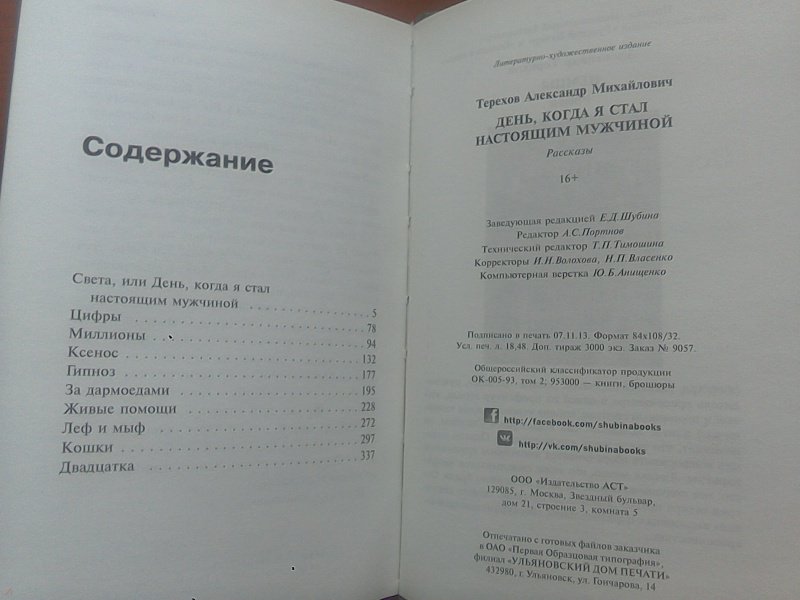 Содержание
Света, или День, когда я стал
настоящим мужчиной . . . . . . . . . . . . . . . 5
Цифры . . . . . . . . . . . . . . . . . . . . . . . . . . 78
Миллионы . . . . . . . . . . . . . . . . . . . . . . . 94
Ксенос . . . . . . . . . . . . . . . . . . . . . . . . . . 132
Гипноз . . . . . . . . . . . . . . . . . . . . . . . . . . 177
За дармоедами . . . . . . . . . . . . . . . . . . . . 195
Живые помощи . . . . . . . . . . . . . . . . . . . 228
Леф и мыф . . . . . . . . . . . . . . . . . . . . . . . 272
Кошки . . . . . . . . . . . . . . . . . . . . . . . . . . 297
Двадцатка . . . . . . . . . . . . . . . . . . . . . . . 337
Литературно-художественное издание
Терехов Александр Михайлович
ДЕНЬ, КОГДА Я СТАЛ
НАСТОЯЩИМ МУЖЧИНОЙ
Рассказы
16+
Заведующая редакцией Е.Д.Шубина
Редактор А.С.Портнов
Технический редактор Т.П.Тимошина
Корректоры И.Н.Волохова, Н.П.Власенко
Компьютерная верстка Ю.Б.Анищенко
Подписано в печать 07.11.13. Формат 84х108/32.
Усл. печ. л. 18,48. Доп. тираж 3000 экз. Заказ № 9057.
Общероссийский классификатор продукции
ОК-005-93, том 2, 953000 — книги, брошюры
http://facebook.com/shubinabooks
http://vk.com/shubinabooks
ООО «Издательство АСТ»
129085, г. Москва, Звездный бульвар,
дом 21, строение 3, комната 5
Отпечатано с готовых файлов заказчика
в ОАО «Первая Образцовая типография»,
филиал «УЛЬЯНОВСКИЙ ДОМ ПЕЧАТИ»
432980, г. Ульяновск, ул. Гончарова, 14